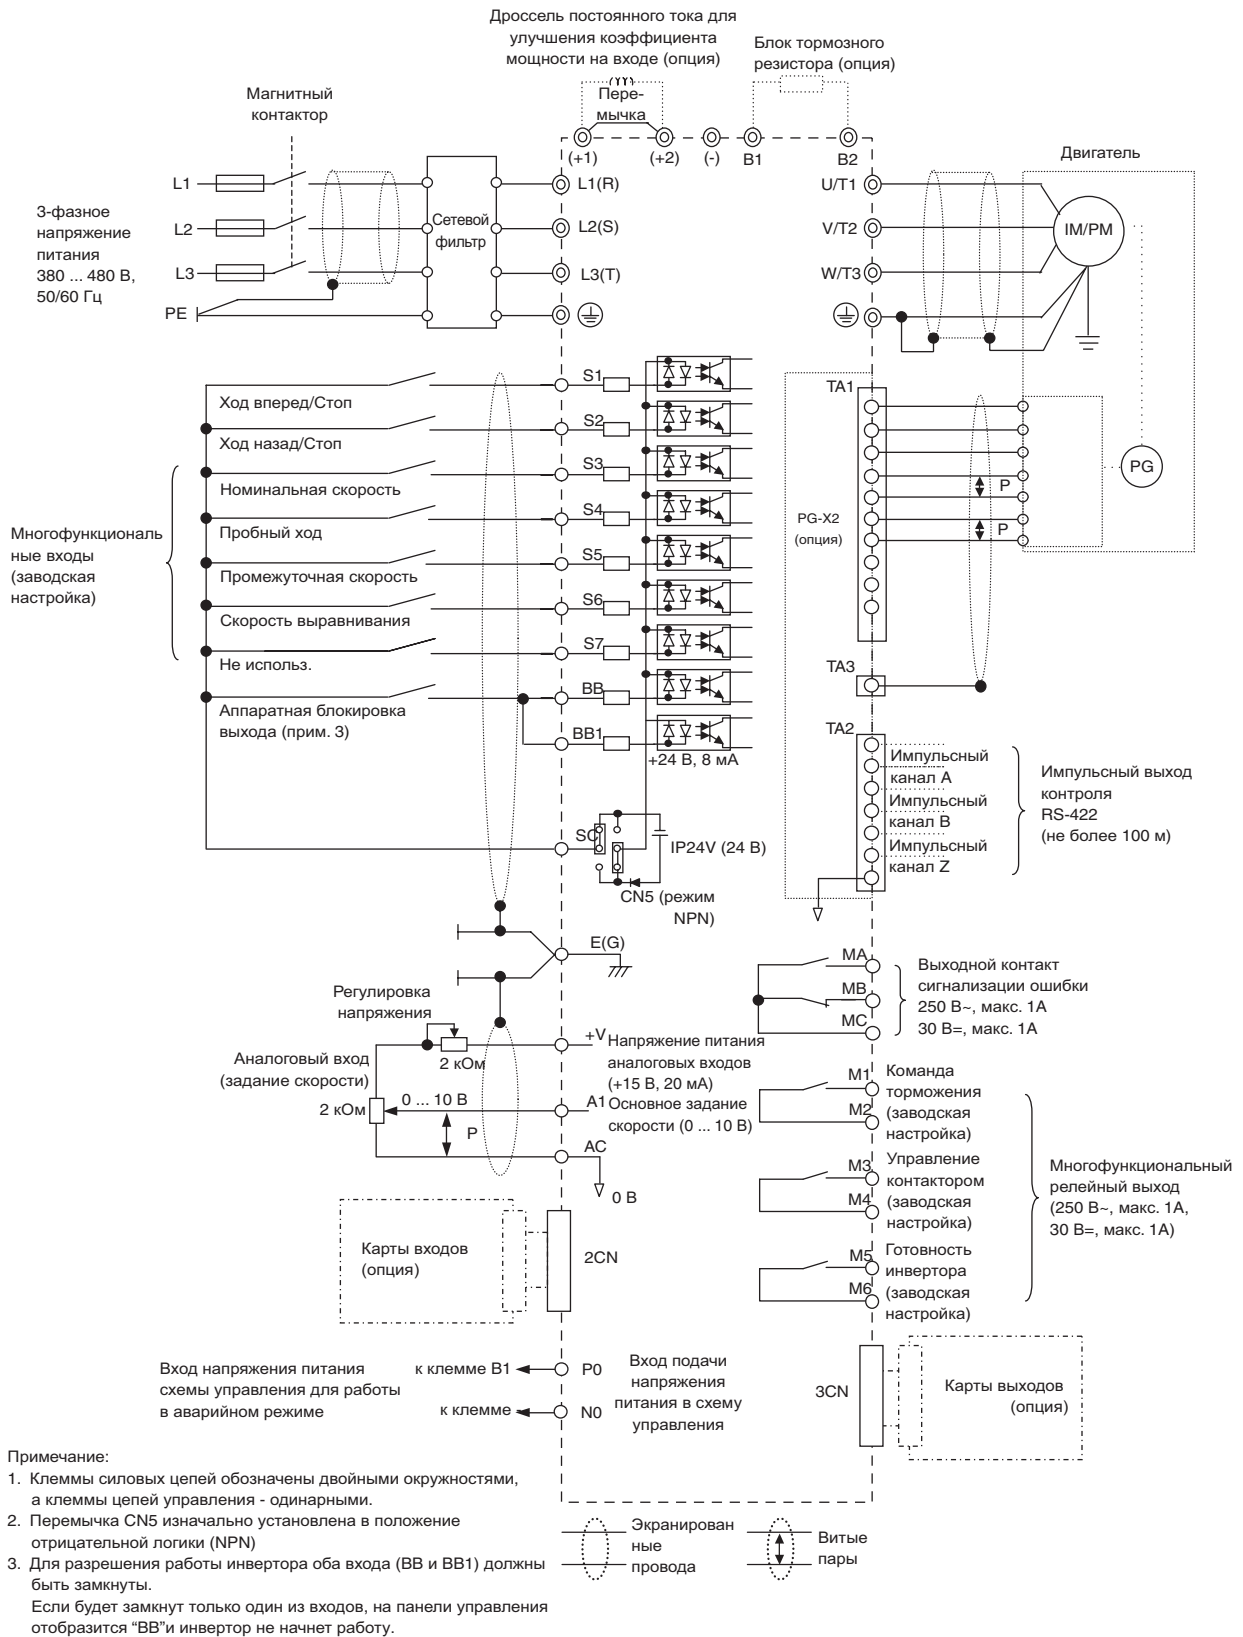 Дроссель постоянного тока для
улучшения коэффициента
мощности на входе (опция)
Блок тормозного
резистора (опция)
Пере-
мычка
Магнитный
контактор
(+1)
(+2)
(-)
B1
B2
Двигатель
3-фазное
напряжение
питания
380 ... 480 В,
50/60 Гц
L1
L2
L3
PE
Сетевой
фильтр
L1(R)
L2(S)
L3(T)
U/T1
V/T2
W/T3
IM/PM
S1
Ход вперед/Стоп
S2
Ход назад/Стоп
S3
Номинальная скорость
S4
Пробный ход
S5
Промежуточная скорость
S6
Скорость выравнивания
S7
Не использ.
BB
Аппаратная блокировка
выхода (прим. 3)
BB1
+24 В, 8 мА
Многофункциональ
ные входы
(заводская
настройка)
TA1
P
P
PG
PG-X2
(опция)
TA3
TA2
Импульсный
канал A
Импульсный
канал B
Импульсный
канал Z
Импульсный выход
контроля
RS-422
(не более 100 м)
SC
IP24V (24 В)
CN5 (режим
NPN)
E(G)
MA
MB
MC
Выходной контакт
сигнализации ошибки
250 В~, макс. 1А
30 В=, макс. 1А
Регулировка
напряжения
Аналоговый вход
(задание скорости)
2 кОм
2 кОм
0 ... 10 В
P
+V
Напряжение питания
аналоговых входов
(+15 В, 20 мА)
A1
Основное задание
скорости (0 ... 10 В)
AC
0 В
M1
M2
Команда
торможения
(заводская
настройка)
M3
M4
Управление
контактором
(заводская
настройка)
M5
M6
Готовность
инвертора
(заводская
настройка)
Многофункциональный
релейный выход
(250 В~, макс. 1А,
30 В=, макс. 1А)
Карты входов
(опция)
2CN
Вход напряжения питания
схемы управления для работы
в аварийном режиме
к клемме B1
к клемме
P0
N0
Вход подачи
напряжения
питания в схему
управления
3CN
Карты выходов
(опция)
Примечание:
1. Клеммы силовых цепей обозначены двойными окружностями,
а клеммы цепей управления - одинарными.
2. Перемычка CN5 изначально установлена в положение
отрицательной логики (NPN)
3. Для разрешения работы инвертора оба входа (BB и BB1) должны
быть замкнуты.
Если будет замкнут только один из входов, на панели управления
отобразится “BB”и инвертор не начнет работу.
Экранирован
ные
провода
Витые
пары